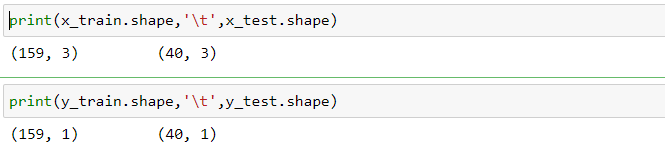 print(x_train.shape,'\t',x_test.shape)
(159, 3)         (40, 3)
print(y_train.shape,'\t',y_test.shape)
(159, 1)         (40, 1)